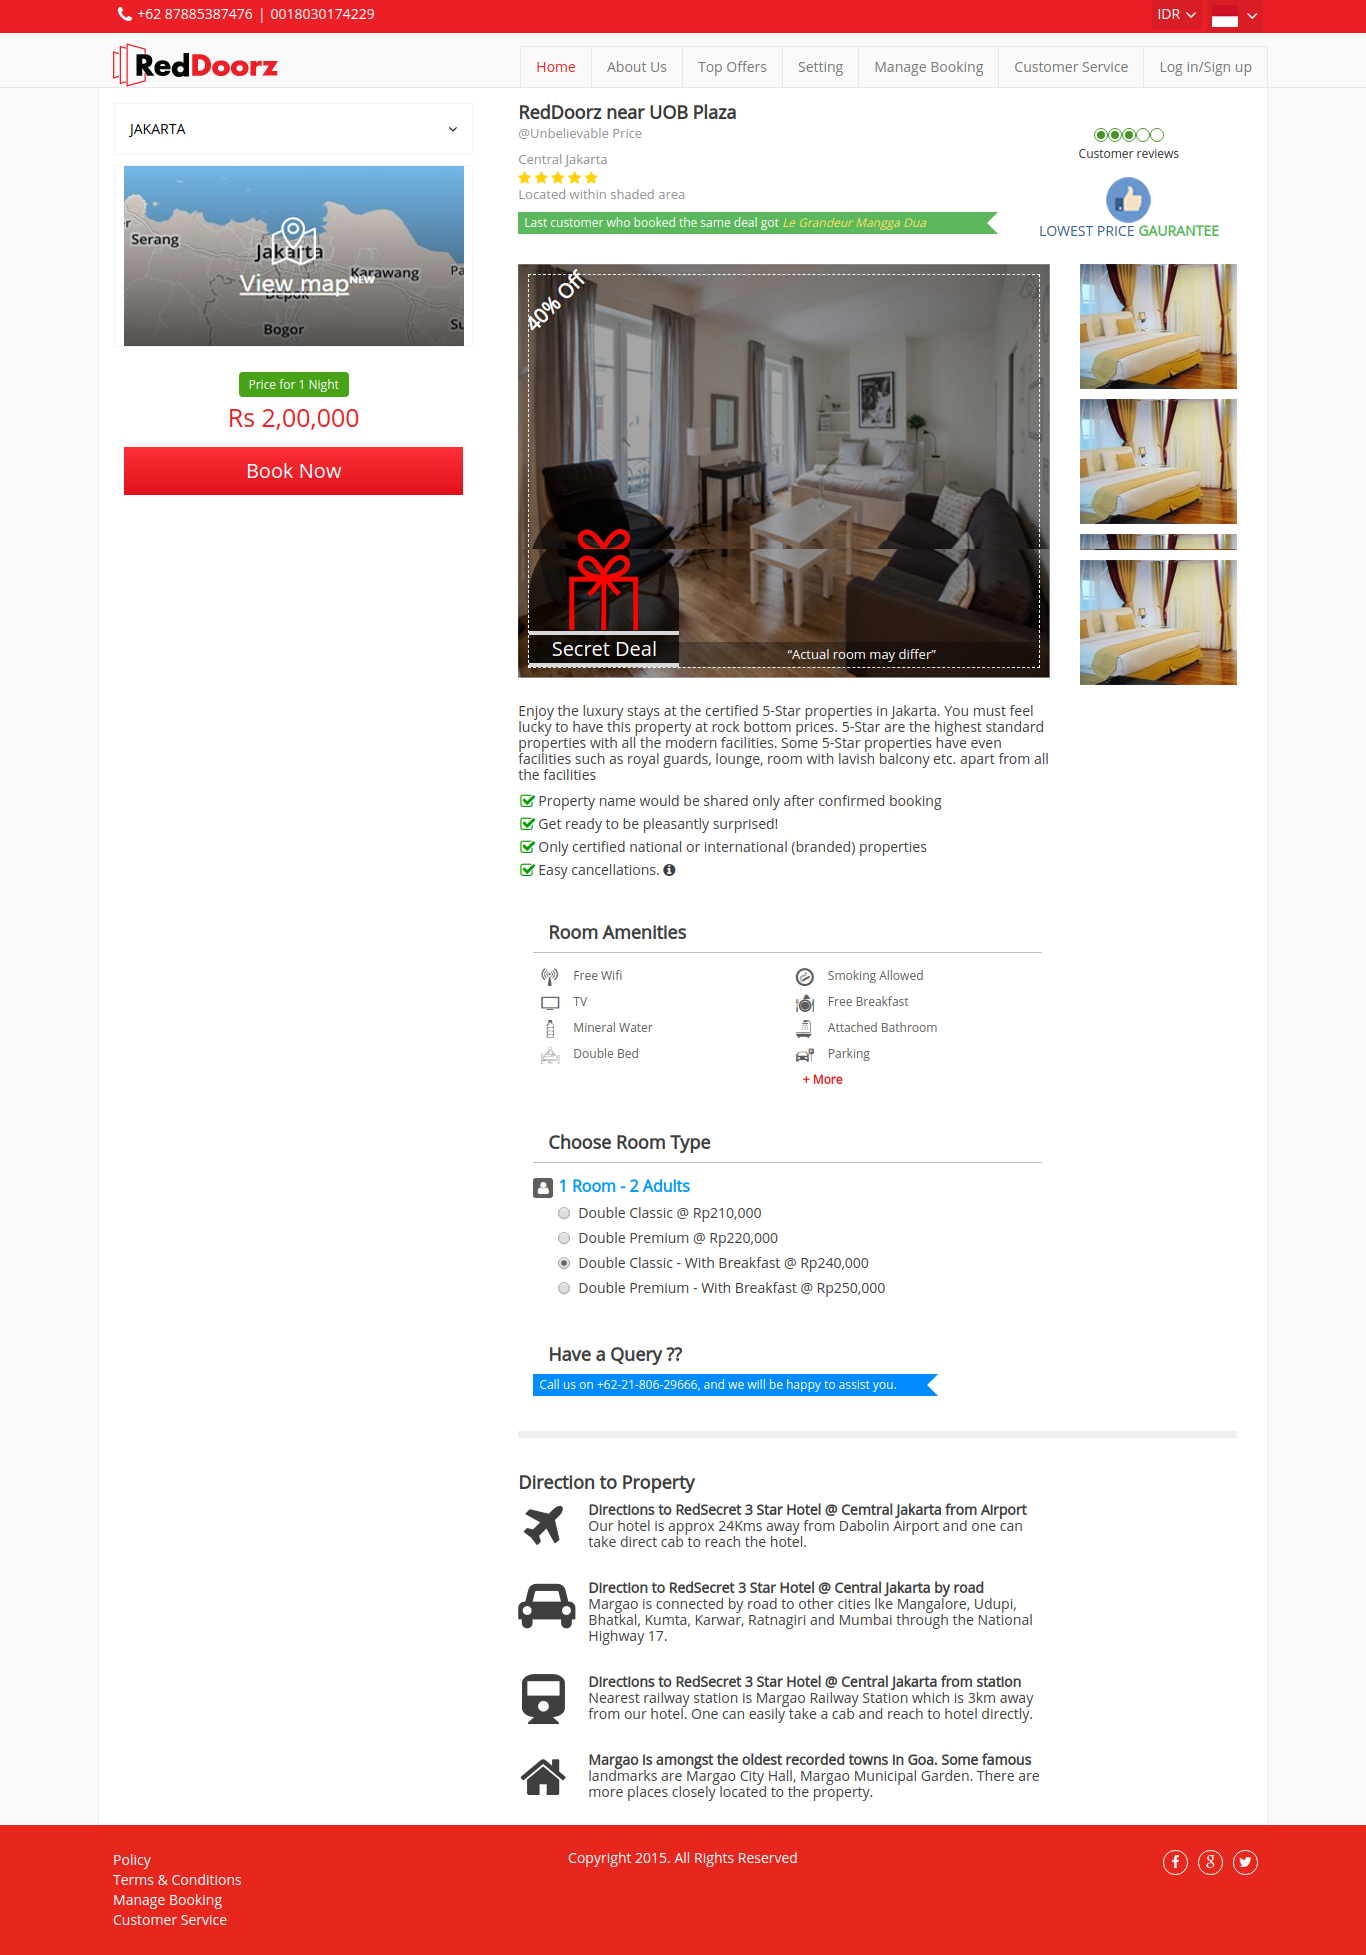 +62 87885387476 | 0018030174229
IDR
RedDoorz
Home
About Us
Top Offers
Setting
Manage Booking
Customer Service
Log in/Sign up
JAKARTA
Serang
Jakarta
Karawang
View map NEW
Depok
Bogor
Price for 1 Night
Rs 2,00,000
Book Now
RedDoorz near UOB Plaza
@Unbelievable Price
Central Jakarta
Located within shaded area
Last customer who booked the same deal got Le Grandeur Mangga Dua
Customer reviews
LOWEST PRICE GAURANTEE
40% Off
Secret Deal
“Actual room may differ”
Enjoy the luxury stays at the certified 5-Star properties in Jakarta. You must feel
lucky to have this property at rock bottom prices. 5-Star are the highest standard
properties with all the modern facilities. Some 5-Star properties have even
facilities such as royal guards, lounge, room with lavish balcony etc. apart from all
the facilities
Property name would be shared only after confirmed booking
Get ready to be pleasantly surprised!
Only certified national or international (branded) properties
Easy cancellations.
Room Amenities
Free Wifi
Smoking Allowed
TV
Free Breakfast
Mineral Water
Attached Bathroom
Double Bed
Parking
+ More
Choose Room Type
1 Room - 2 Adults
Double Classic @ Rp210,000
Double Premium @ Rp220,000
Double Classic - With Breakfast @ Rp240,000
Double Premium - With Breakfast @ Rp250,000
Have a Query ??
Call us on +62-21-806-29666, and we will be happy to assist you.
Direction to Property
Directions to RedSecret 3 Star Hotel @ Cemtral Jakarta from Airport
Our hotel is approx 24Kms away from Dabolin Airport and one can
take direct cab to reach the hotel.
Direction to RedSecret 3 Star Hotel @ Central Jakarta by road
Margao is connected by road to other cities lke Mangalore, Udupi,
Bhatkal, Kumta, Karwar, Ratnagiri and Mumbai through the National
Highway 17.
Directions to RedSecret 3 Star Hotel @ Central Jakarta from station
Nearest railway station is Margao Railway Station which is 3km away
from our hotel. One can easily take a cab and reach to hotel directly.
Margao is amongst the oldest recorded towns in Goa. Some famous
landmarks are Margao City Hall, Margao Municipal Garden. There are
more places closely located to the property.
Policy
Terms & Conditions
Manage Booking
Customer Service
Copyright 2015. All Rights Reserved